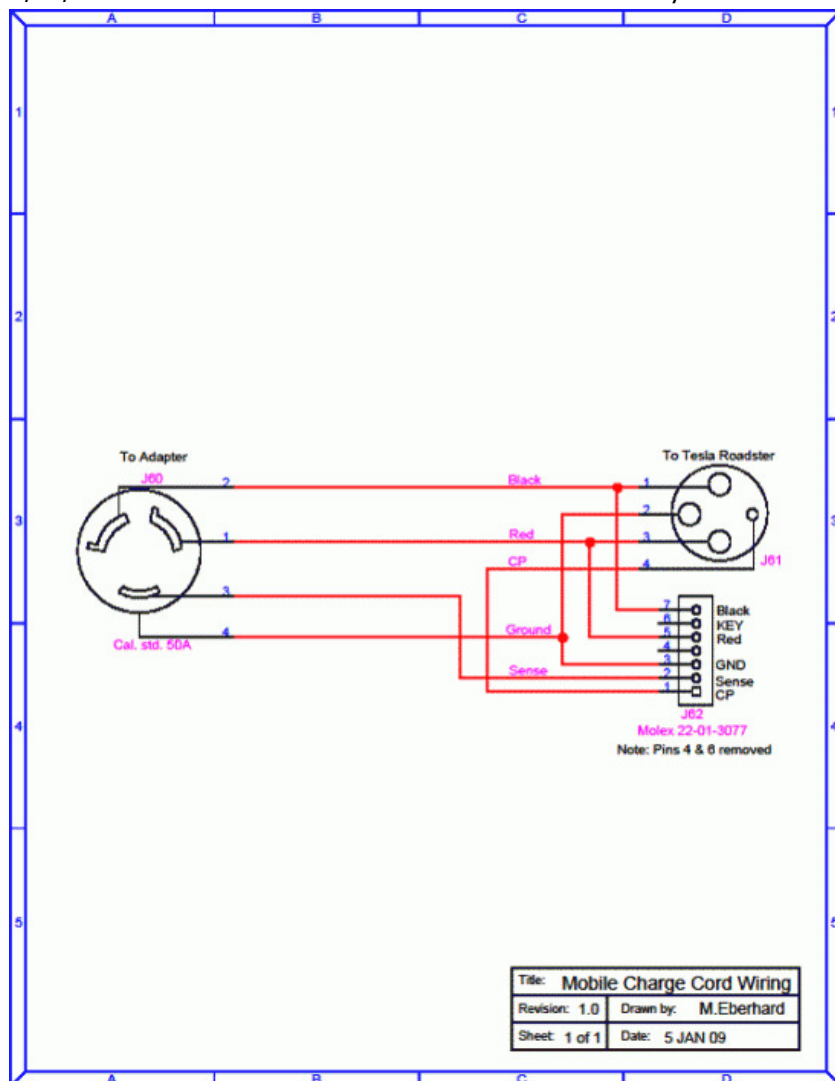 A B C D
1 1
2 2
To Adapter To Tesla Roadster
J60
2 Black 1
2
3 3
1 Red 3
CP 4
J61
3
7 Black
6 KEY
4 Ground 5 Red
Cal. std. 50A
4
3 GND
Sense 2 Sense
1 CP
J62
4 4
Molex 22-01-3077
Note: Pins 4 & 6 removed
5 5
Title: Mobile Charge Cord Wiring
Revision: 1.0 Drawn by: M.Eberhard
Sheet: 1 of 1 Date: 5 JAN 09
A B C D